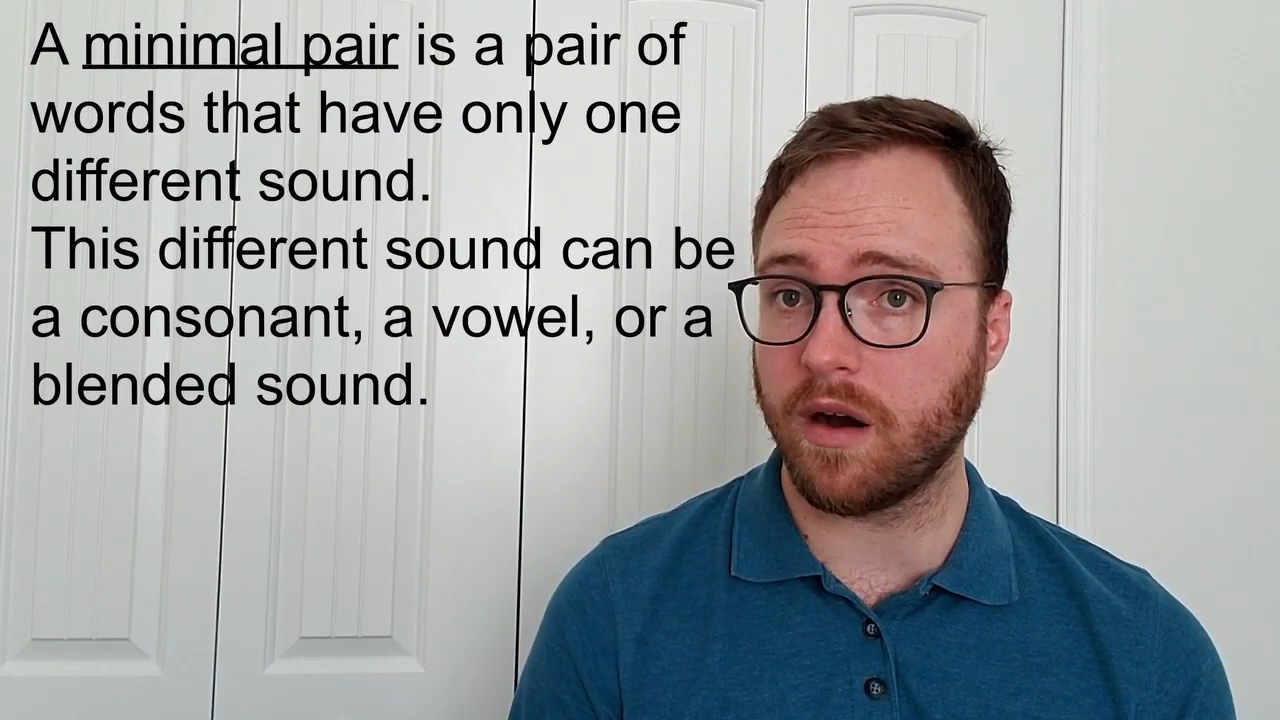 A minimal pair is a pair of
words that have only one
different sound.
This different sound can be
a consonant, a vowel, or a
blended sound.